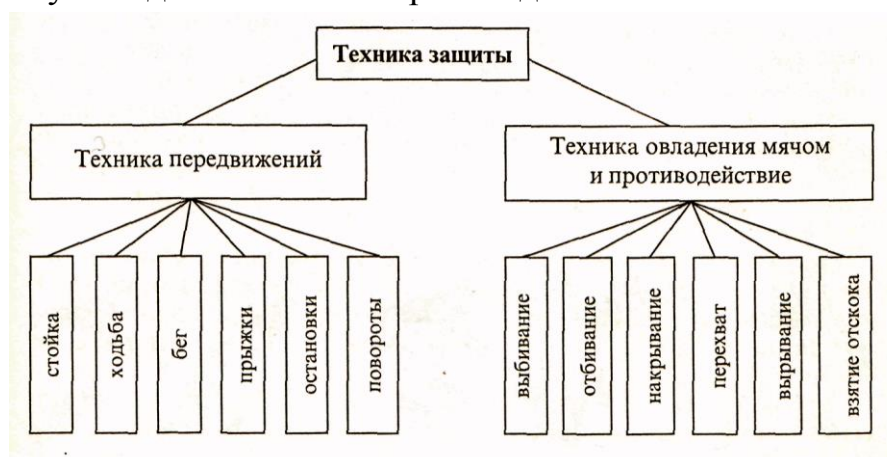 Техника защиты
Техника передвижений
Техника овладения мячом
и противодействие
стойка
ходьба
бег
прыжки
остановки
повороты
выбивание
отбивание
накрывание
перехват
вырывание
взятие отскока